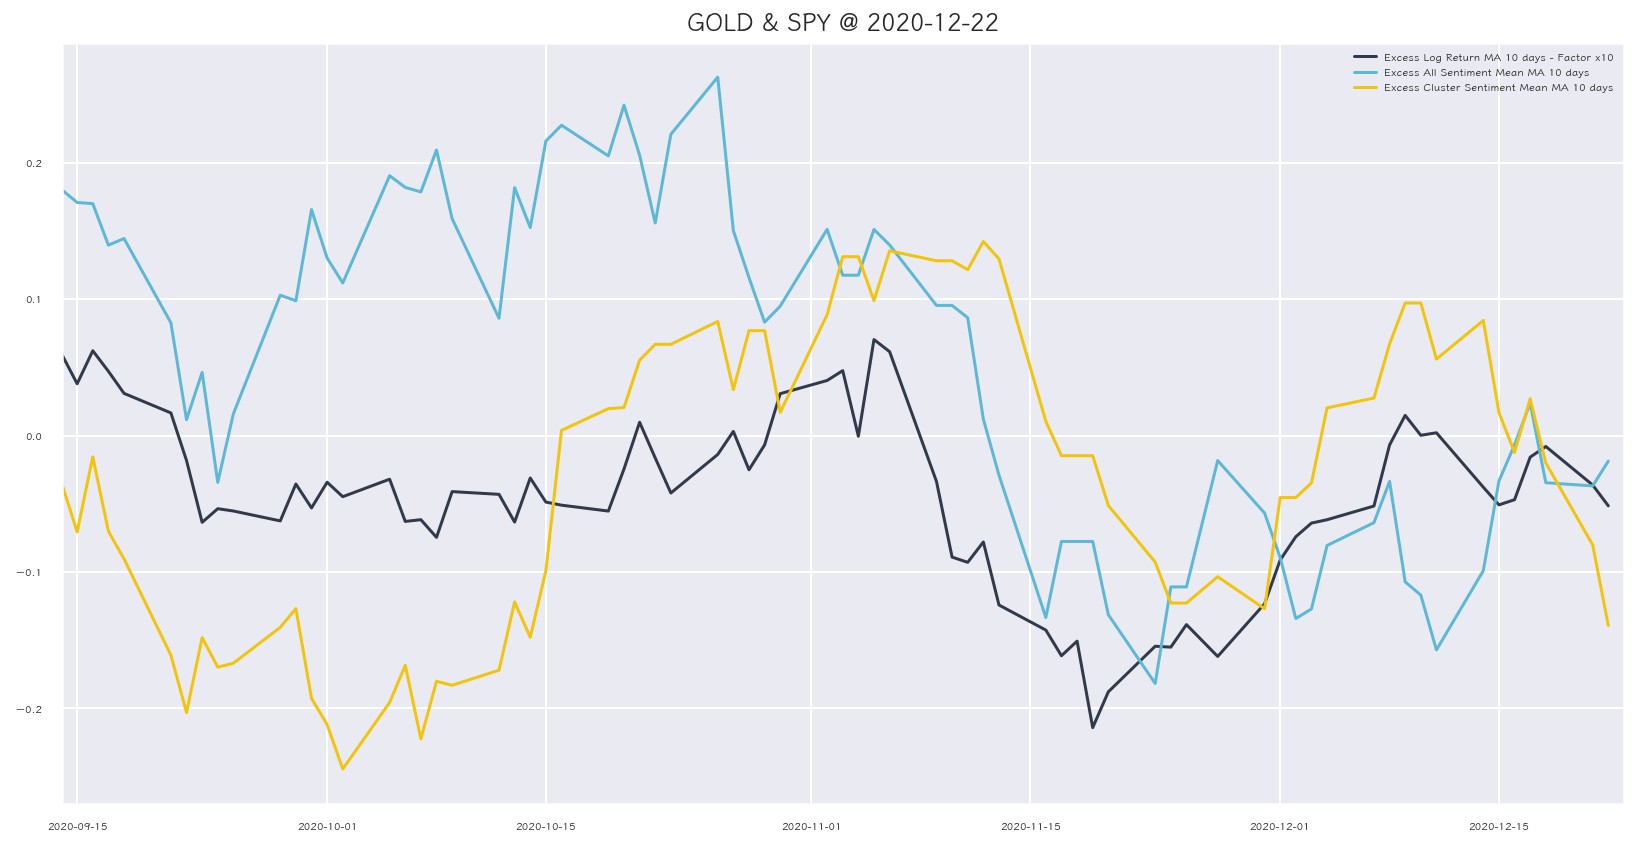 GOLD & SPY @ 2020-12-22
Excess Log Return MA 10 days - Factor x10
Excess All Sentiment Mean MA 10 days
Excess Cluster Sentiment Mean MA 10 days
0.2
0.1
0.0
−0.1
−0.2
2020-09-15 2020-10-01 2020-10-15 2020-11-01 2020-11-15 2020-12-01 2020-12-15